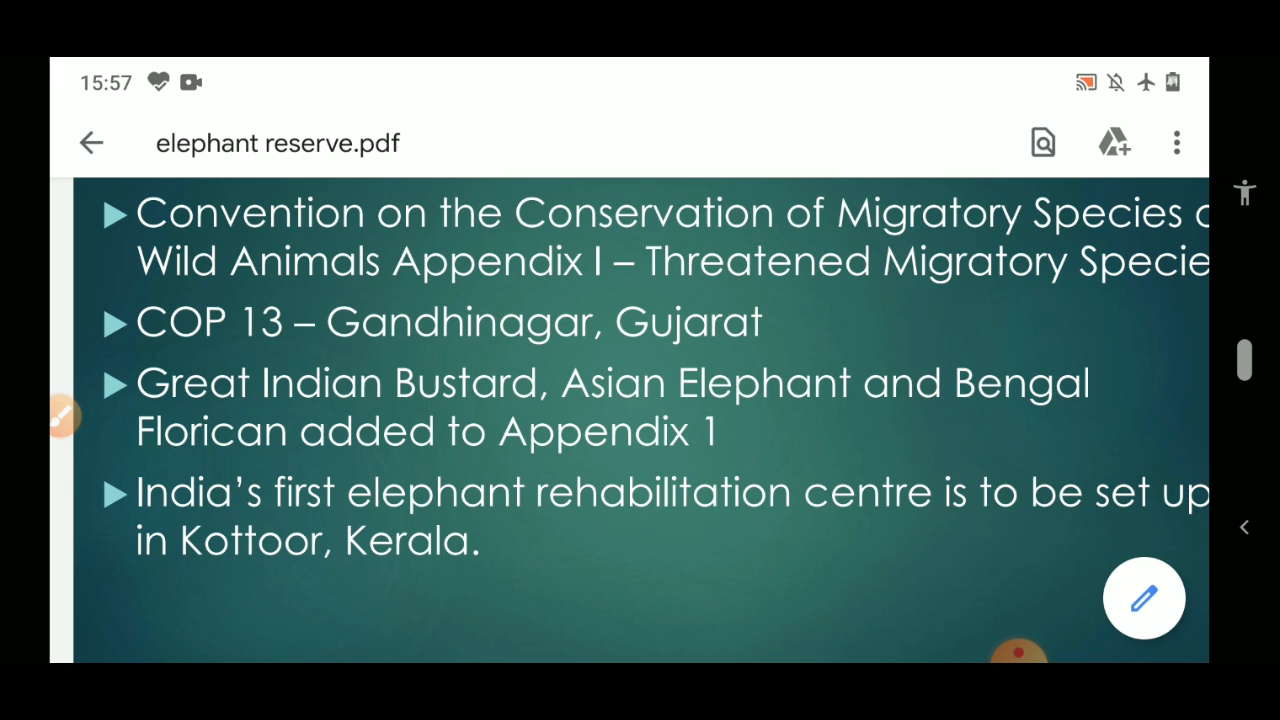 15:57
elephant reserve.pdf
Convention on the Conservation of Migratory Species
Wild Animals Appendix I – Threatened Migratory Specie
COP 13 – Gandhinagar, Gujarat
Great Indian Bustard, Asian Elephant and Bengal
Florican added to Appendix 1
India's first elephant rehabilitation centre is to be set up
in Kottoor, Kerala.